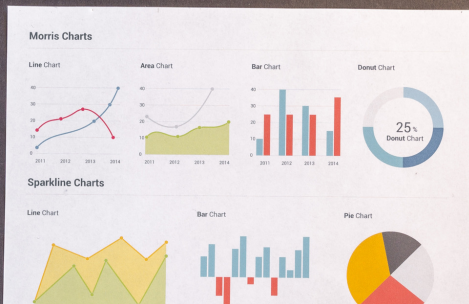 Morris Charts
Line Chart
Area Chart
Bar Chart
Donut Chart
40
30
20
10
0
2011 2012 2013 2014
40
30
20
10
0
2011 2012 2013 2014
40
30
20
10
0
2011 2012 2013 2014
25%
Donut Chart
Sparkline Charts
Line Chart
Bar Chart
Pie Chart